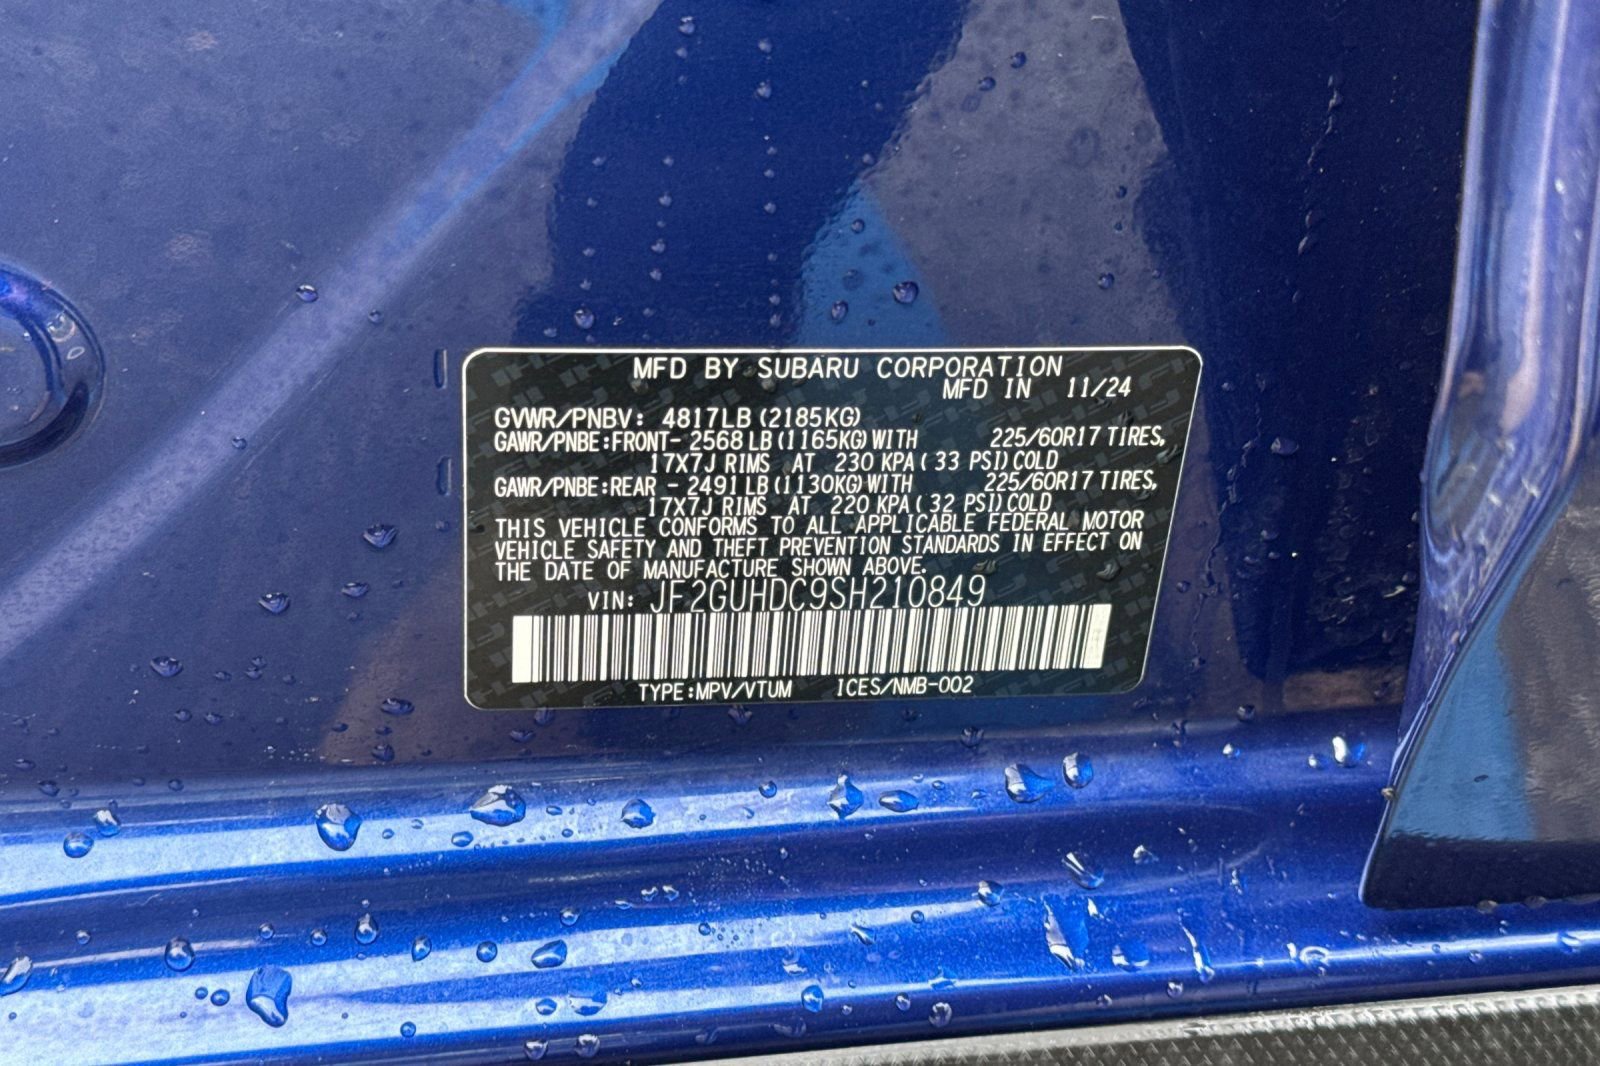 MFD BY SUBARU CORPORATION
MFD IN 11/24
GVWR/PNBV: 4817LB (2185KG)
GAWR/PNBE:FRONT- 2568 LB (1165KG) WITH 225/60R17 TIRES,
17X7J RIMS AT 230 KPA ( 33 PSI) COLD
GAWR/PNBE:REAR - 2491 LB (1130KG) WITH 225/60R17 TIRES,
17X7J RIMS AT 220 KPA ( 32 PSI) COLD
THIS VEHICLE CONFORMS TO ALL APPLICABLE FEDERAL MOTOR
VEHICLE SAFETY AND THEFT PREVENTION STANDARDS IN EFFECT ON
THE DATE OF MANUFACTURE SHOWN ABOVE.
VIN: JF2GUHDC9SH210849
TYPE:MPV/VTUM ICES/NMB-002